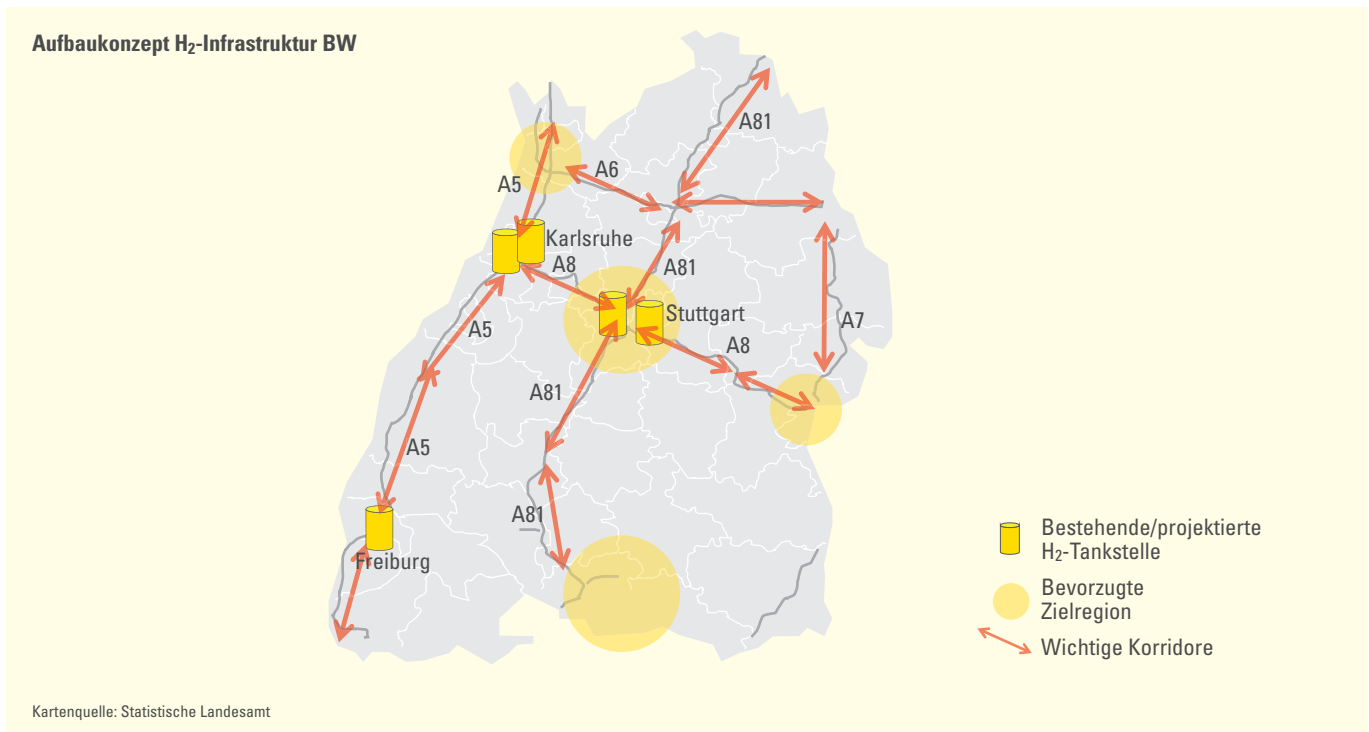 Aufbaukonzept H₂-Infrastruktur BW
A81
A6
A5
Karlsruhe
A8
A81
Stuttgart
A5
A7
A8
A81
A5
A81
Freiburg
Bestehende/projektierte
H₂-Tankstelle
Bevorzugte
Zielregion
Wichtige Korridore
Kartenquelle: Statistische Landesamt